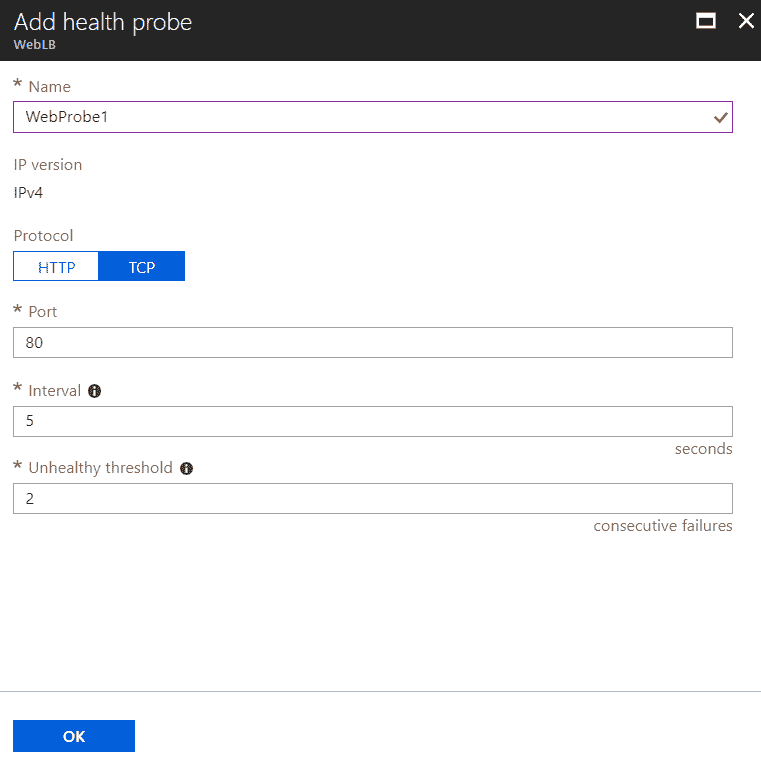 Add health probe
WebLB
* Name
WebProbe1
IP version
IPv4
Protocol
HTTP TCP
* Port
80
* Interval
5
seconds
* Unhealthy threshold
2
consecutive failures
OK